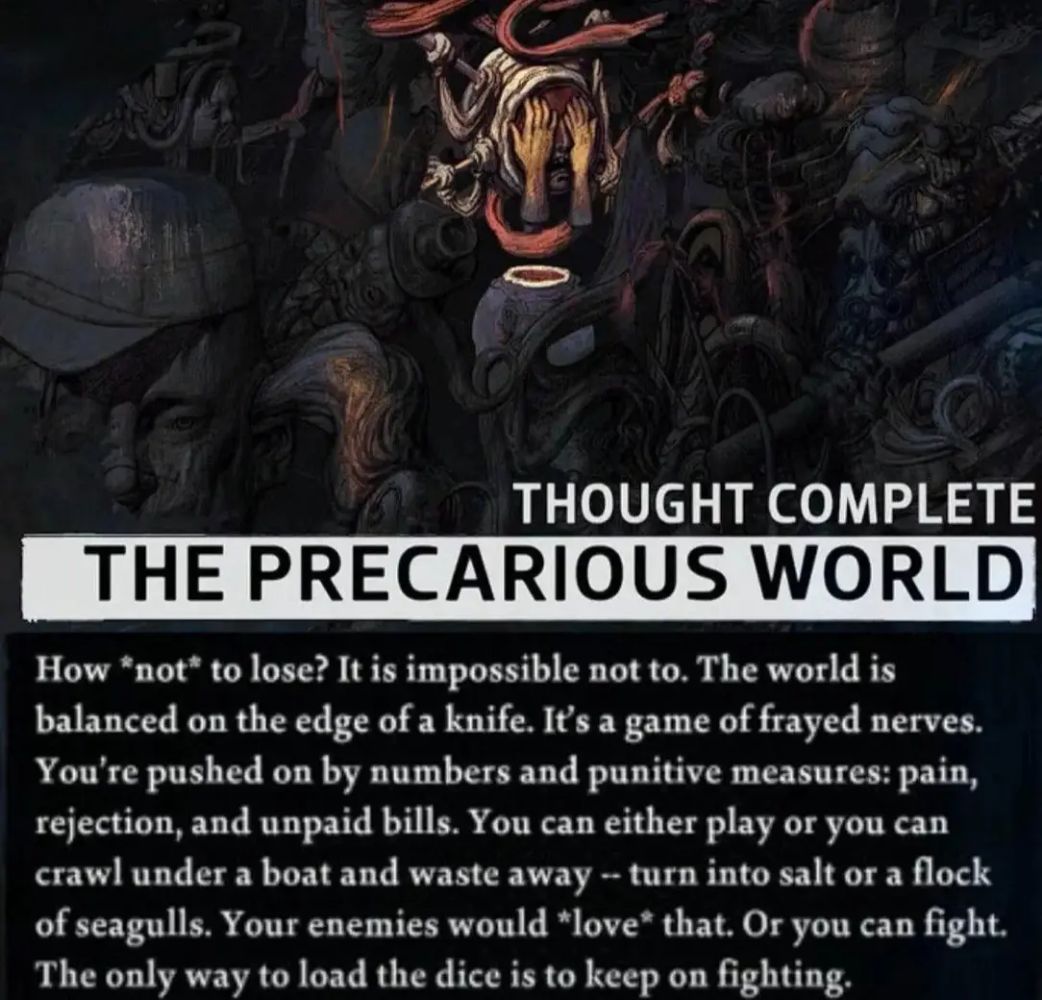 THOUGHT COMPLETE
THE PRECARIOUS WORLD
How *not* to lose? It is impossible not to. The world is
balanced on the edge of a knife. It's a game of frayed nerves.
You're pushed on by numbers and punitive measures: pain,
rejection, and unpaid bills. You can either play or you can
crawl under a boat and waste away -- turn into salt or a flock
of seagulls. Your enemies would *love* that. Or you can fight.
The only way to load the dice is to keep on fighting.